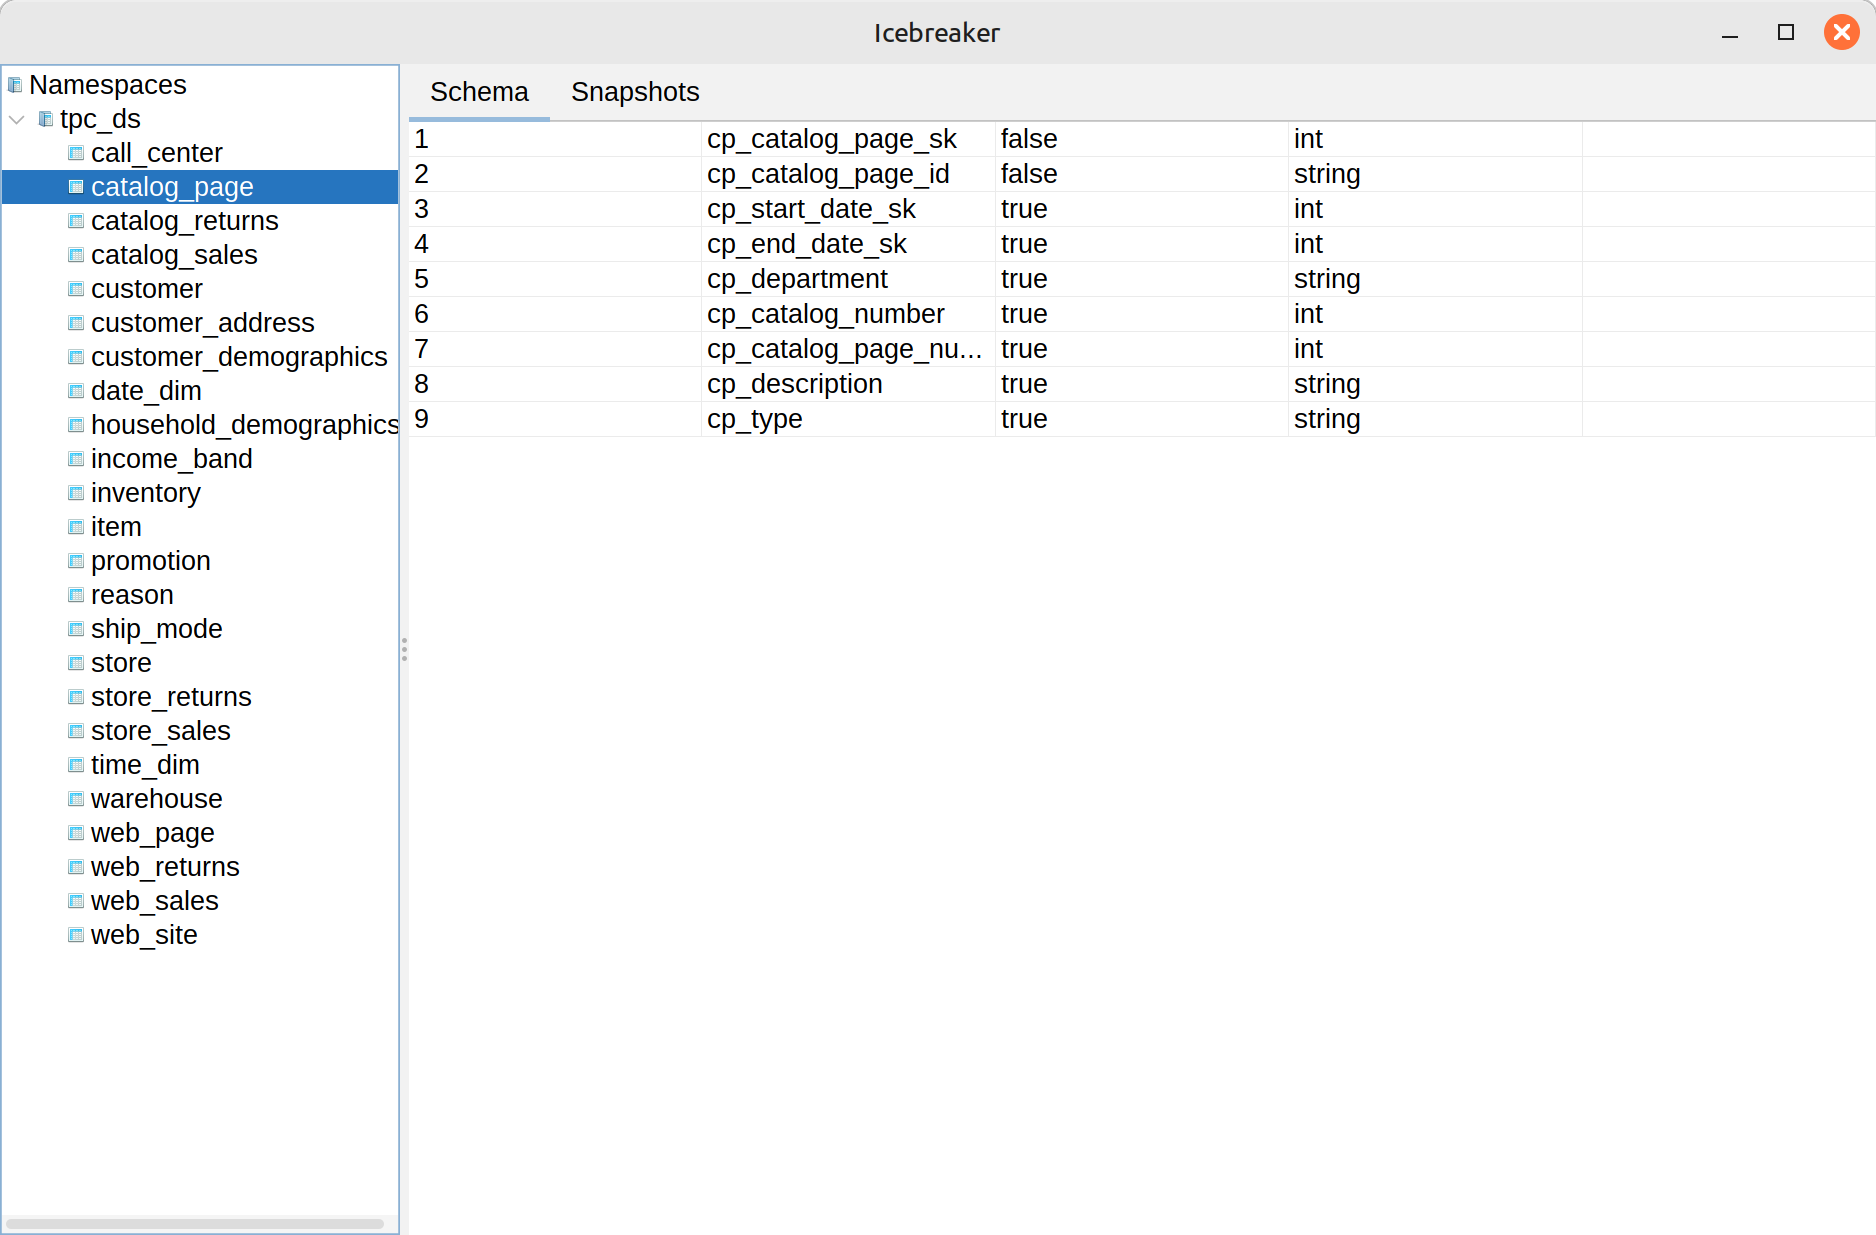 Icebreaker
Namespaces
tpc_ds
call_center
catalog_page
catalog_returns
catalog_sales
customer
customer_address
customer_demographics
date_dim
household_demographics
income_band
inventory
item
promotion
reason
ship_mode
store
store_returns
store_sales
time_dim
warehouse
web_page
web_returns
web_sales
web_site
Schema Snapshots
1 cp_catalog_page_sk false int
2 cp_catalog_page_id false string
3 cp_start_date_sk true int
4 cp_end_date_sk true int
5 cp_department true string
6 cp_catalog_number true int
7 cp_catalog_page_nu... true int
8 cp_description true string
9 cp_type true string